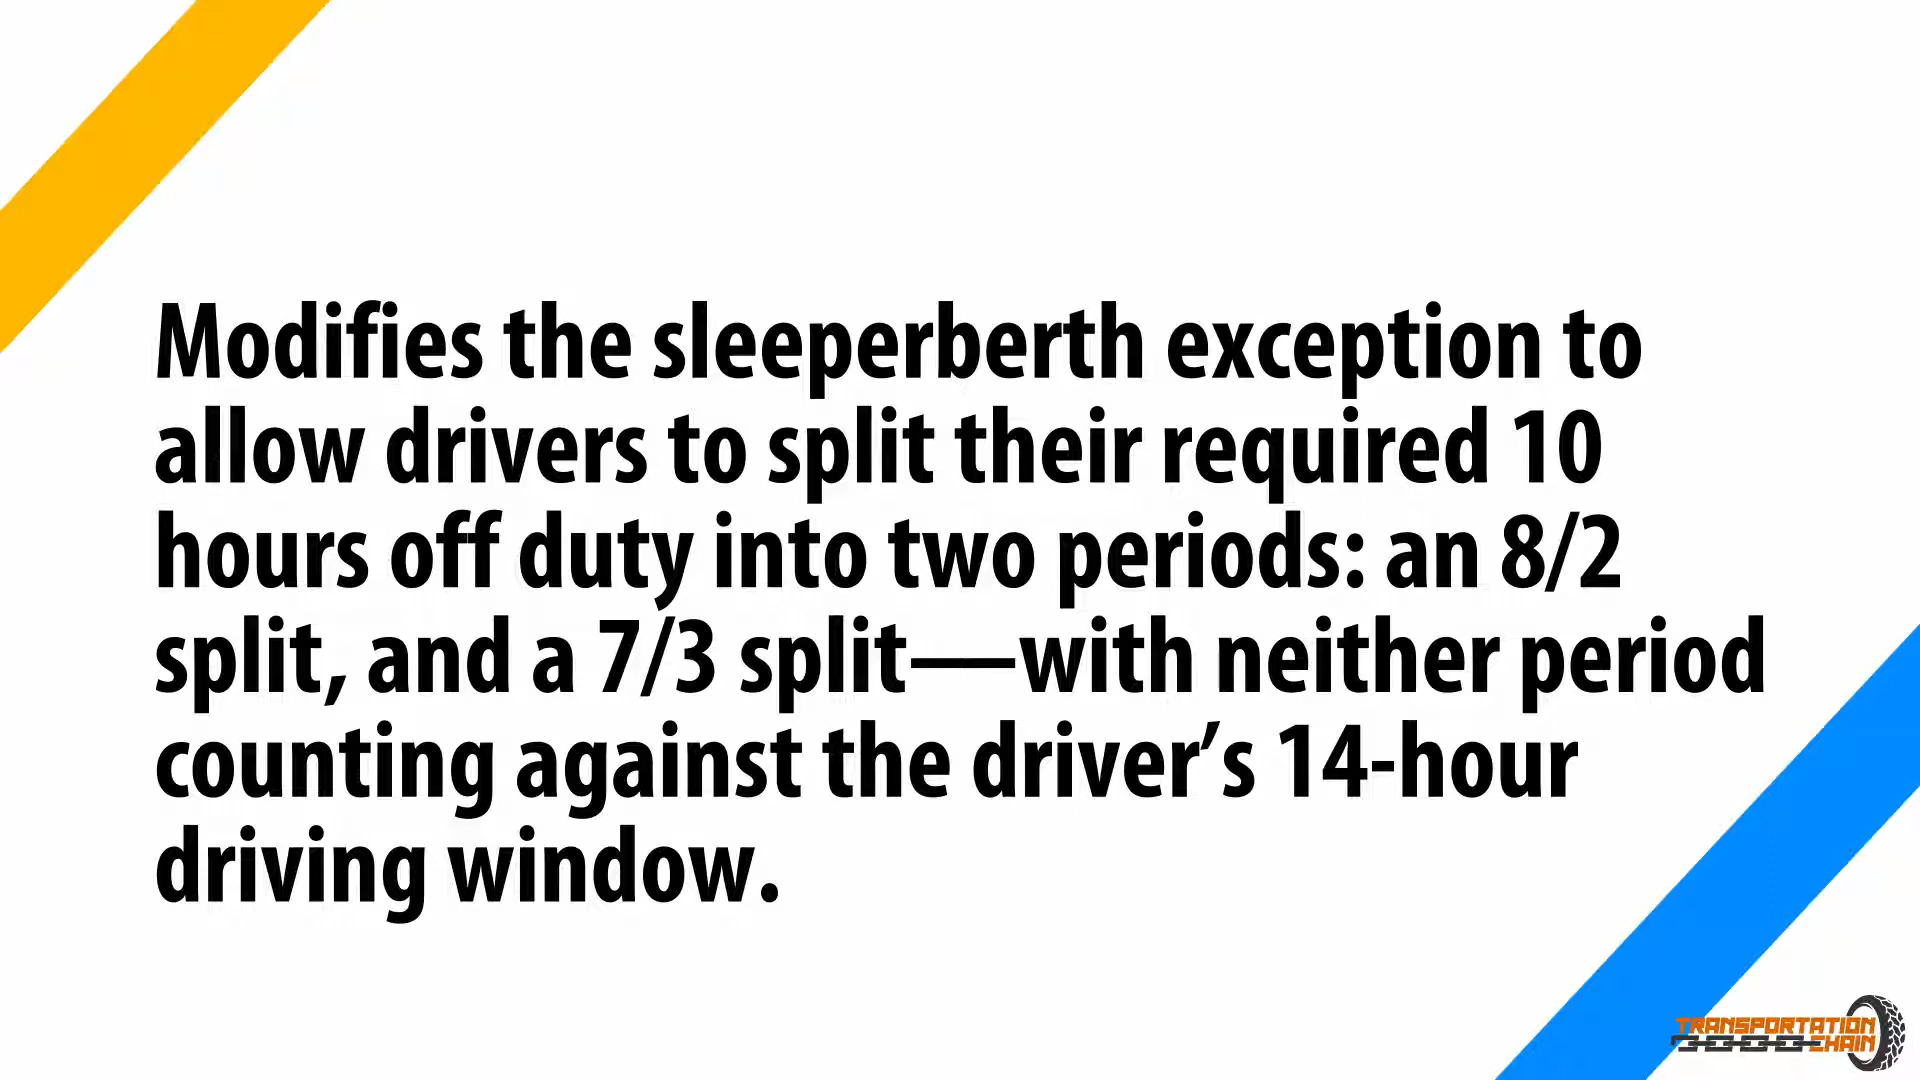 Modifies the sleeperberth exception to
allow drivers to split their required 10
hours off duty into two periods: an 8/2
split, and a 7/3 split—with neither period
counting against the driver’s 14-hour
driving window.
TRANSPORTATION
CHAIN